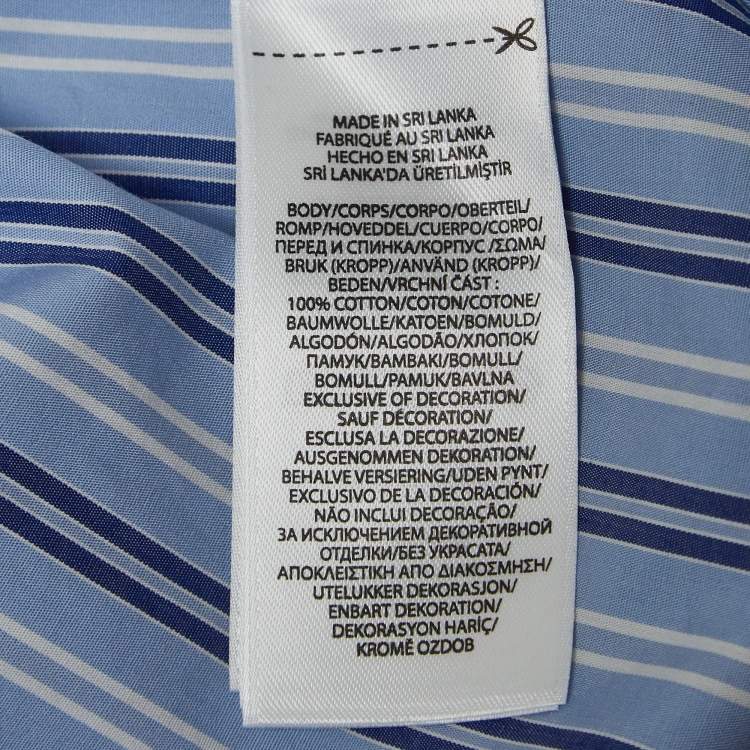 MADE IN SRI LANKA
FABRIQUÉ AU SRI LANKA
HECHO EN SRI LANKA
SRİ LANKA'DA ÜRETİLMİŞTİR
BODY/CORPS/CORPO/OBERTEIL/
ROMP/HOVEDDEL/CUERPO/CORPO/
ПЕРЕД И СПИНКА/КОРПУС /ΣΩΜΑ/
BRUK (KROPP)/ANVÄND (KROPP)/
BEDEN/VRCHNÍ ČÁST :
100% COTTON/COTON/COTONE/
BAUMWOLLE/KATOEN/BOMULD/
ALGODÓN/ALGODÃO/ХЛОПОК/
ПАМУК/ΒΑΜΒΑΚΙ/BOMULL/
BOMULL/PAMUK/BAVLNA
EXCLUSIVE OF DECORATION/
SAUF DÉCORATION/
ESCLUSA LA DECORAZIONE/
AUSGENOMMEN DEKORATION/
BEHALVE VERSIERING/UDEN PYNT/
EXCLUSIVO DE LA DECORACIÓN/
NÃO INCLUI DECORAÇÃO/
ЗА ИСКЛЮЧЕНИЕМ ДЕКОРАТИВНОЙ
ОТДЕЛКИ/БЕЗ УКРАСАТА/
ΑΠΟΚΛΕΙΣΤΙΚΗ ΑΠΟ ΔΙΑΚΟΣΜΗΣΗ/
UTELUKKER DEKORASJON/
ENBART DEKORATION/
DEKORASYON HARİÇ/
KROMĚ OZDOB